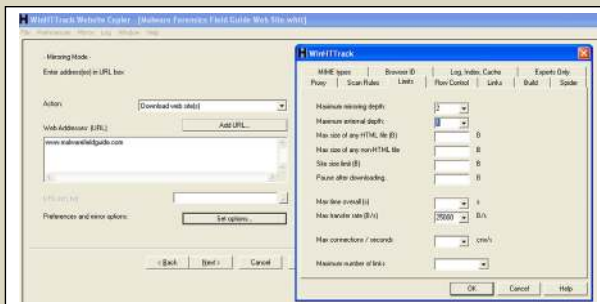 WinHTTrack Website Copier - [Malware Forensics Field Guide Web Site.whtt]
File Preferences Mirror Log Window Help
- Mirroring Mode -
Enter address(es) in URL box
Action:
Download web site(s)
Web Addresses: (URL)
Add URL...
www.malwarefieldguide.com
Preferences and mirror options:
Set options...
< Back
Next >
Cancel
WinHTTrack
MIME types
Browser ID
Log, Index, Cache
Experts Only
Proxy
Scan Rules
Limits
Flow Control
Links
Build
Spider
Maximum mirroring depth:
2
Maximum external depth:
Max size of any HTML file (B)
B
Max size of any non-HTML file
B
Site size limit (B)
B
Pause after downloading..
B
Max time overall (s)
s
Max transfer rate (B/s)
25000
B/s
Max connections / seconds
cnx/s
Maximum number of links
OK
Cancel
Help